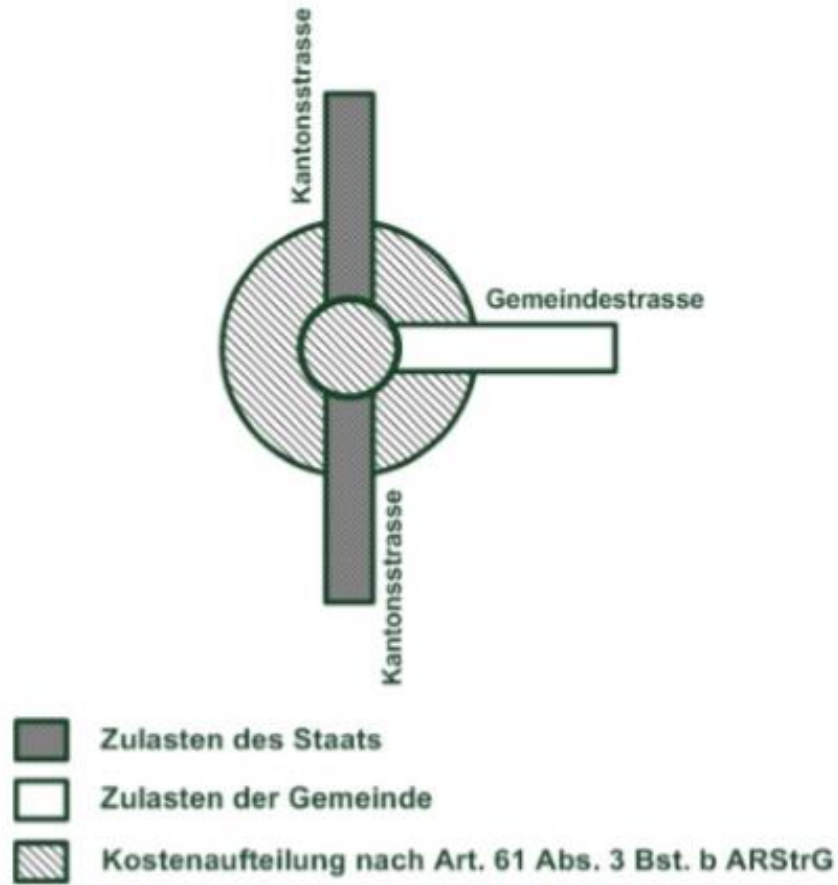 Kantonsstrasse
Gemeindestrasse
Kantonsstrasse
Zulasten des Staats
Zulasten der Gemeinde
Kostenaufteilung nach Art. 61 Abs. 3 Bst. b ARStrG